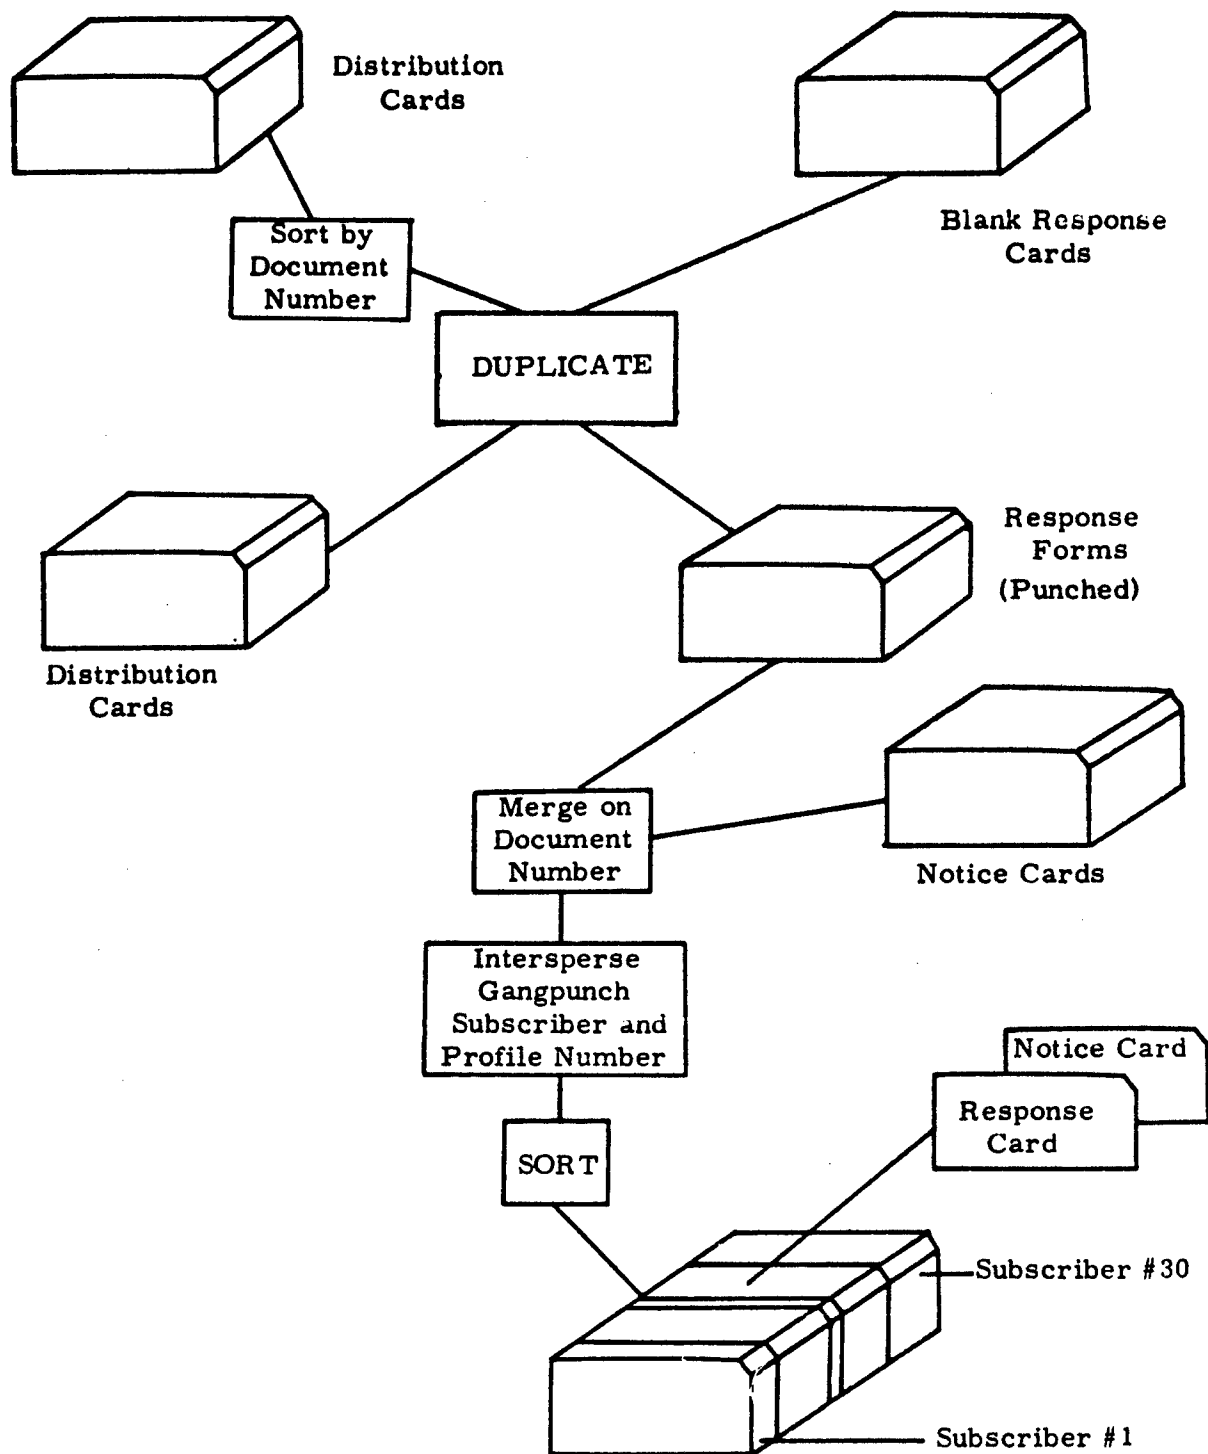 Distribution
Cards
Blank Response
Cards
Sort by
Document
Number
DUPLICATE
Response
Forms
(Punched)
Distribution
Cards
Merge on
Document
Number
Notice Cards
Intersperse
Gangpunch
Subscriber and
Profile Number
Notice Card
Response
Card
SORT
Subscriber #30
Subscriber #1